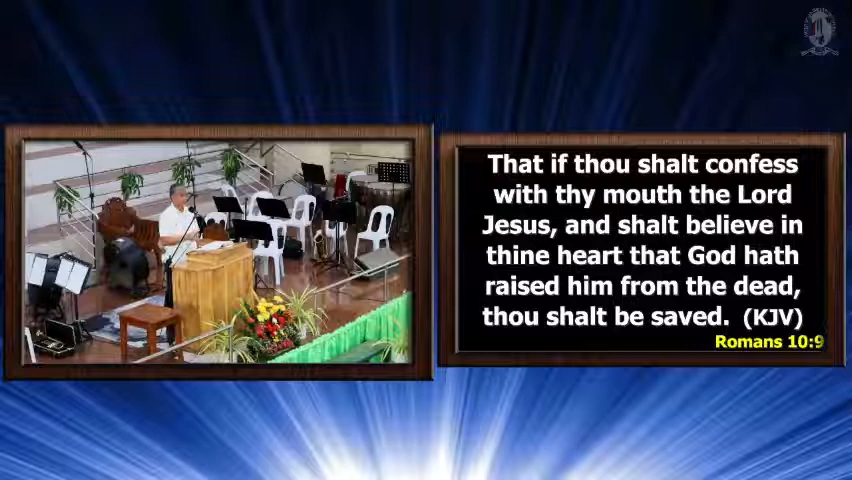 That if thou shalt confess
with thy mouth the Lord
Jesus, and shalt believe in
thine heart that God hath
raised him from the dead,
thou shalt be saved. (KJV)
Romans 10:9